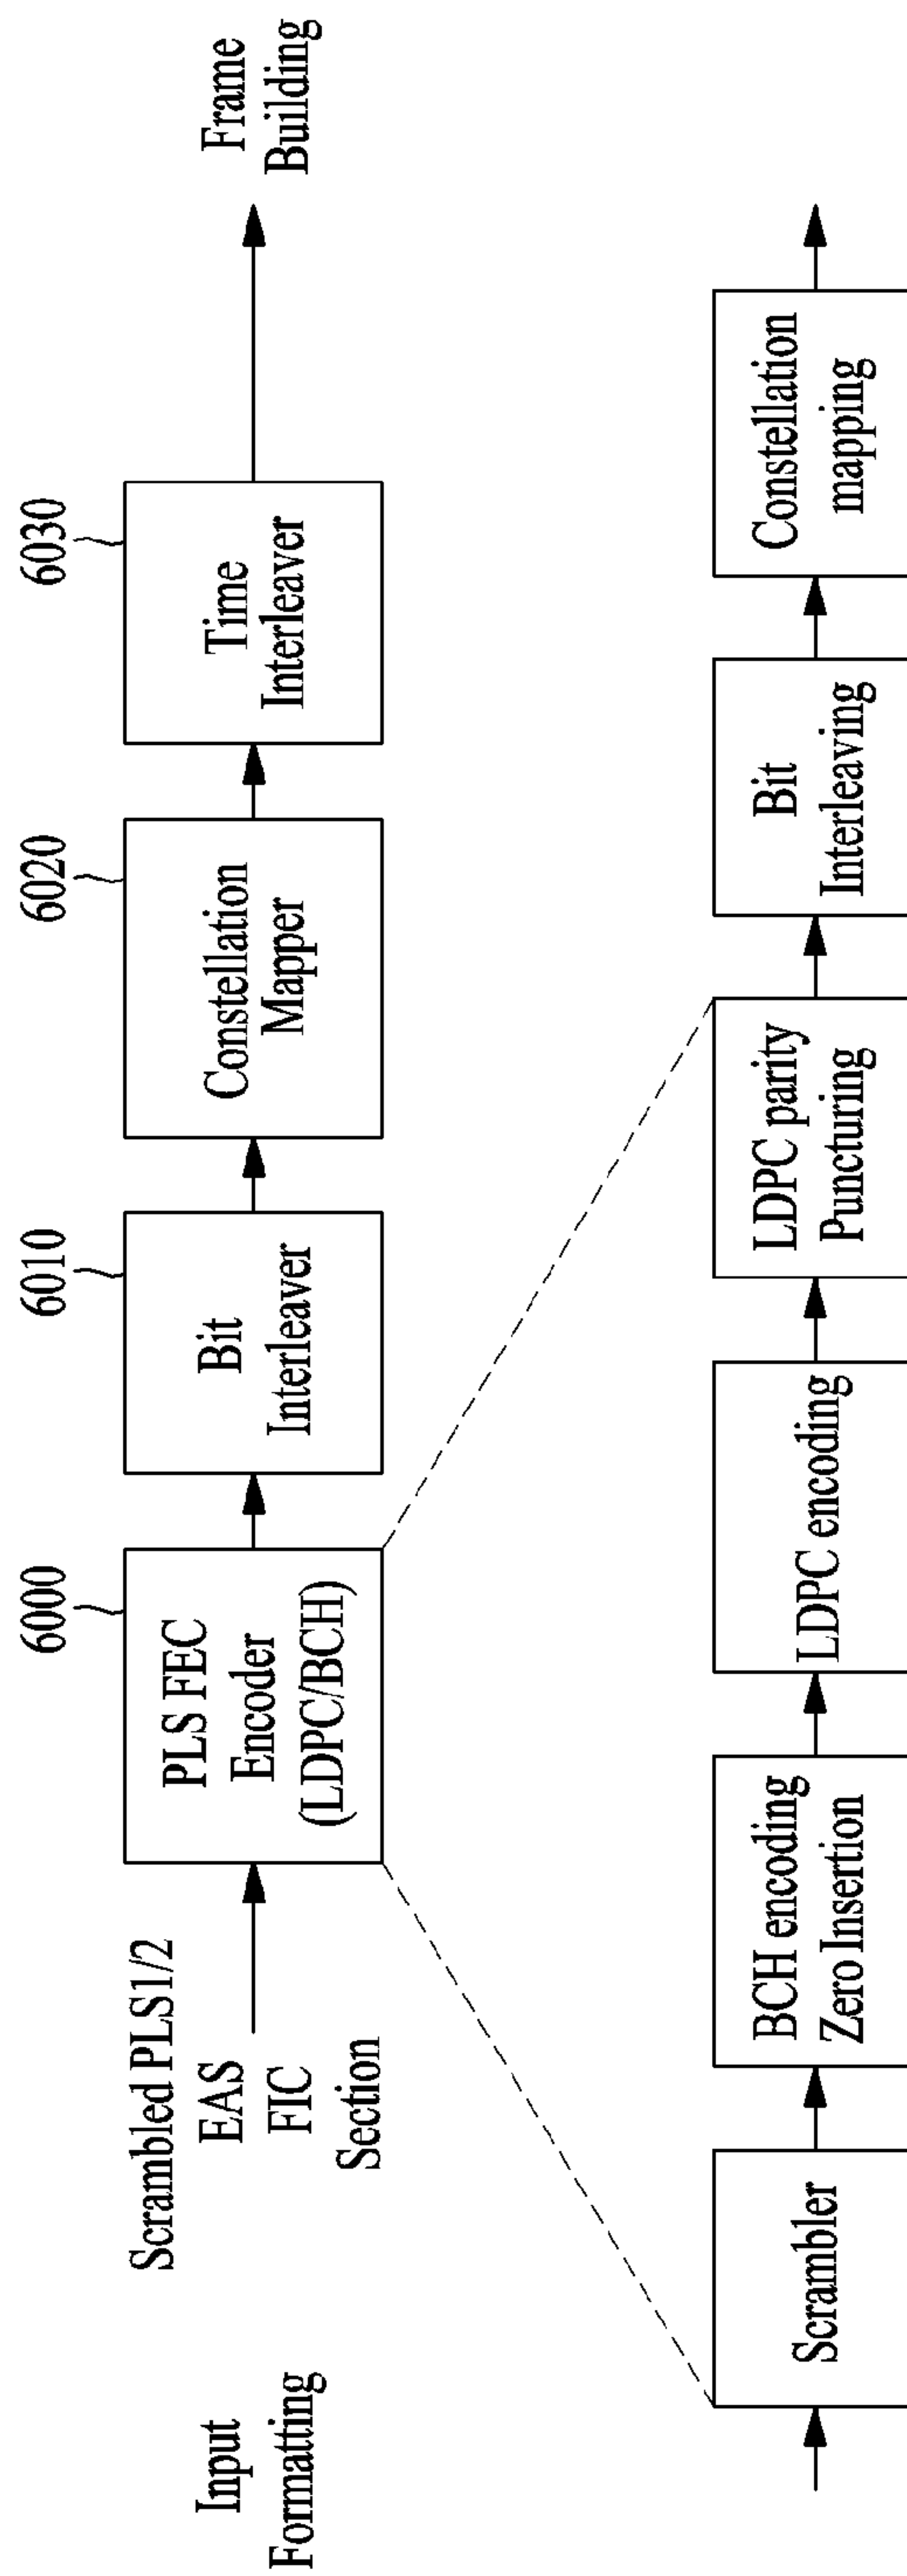 Input
Formatting
Scrambled PLS1/2
EAS
FIC
Section
6000
PLS FEC
Encoder
(LDPC/BCH)
6010
Bit
Interleaver
6020
Constellation
Mapper
6030
Time
Interleaver
Frame
Building
Scrambler
BCH encoding
Zero Insertion
LDPC encoding
LDPC parity
Puncturing
Bit
Interleaving
Constellation
mapping